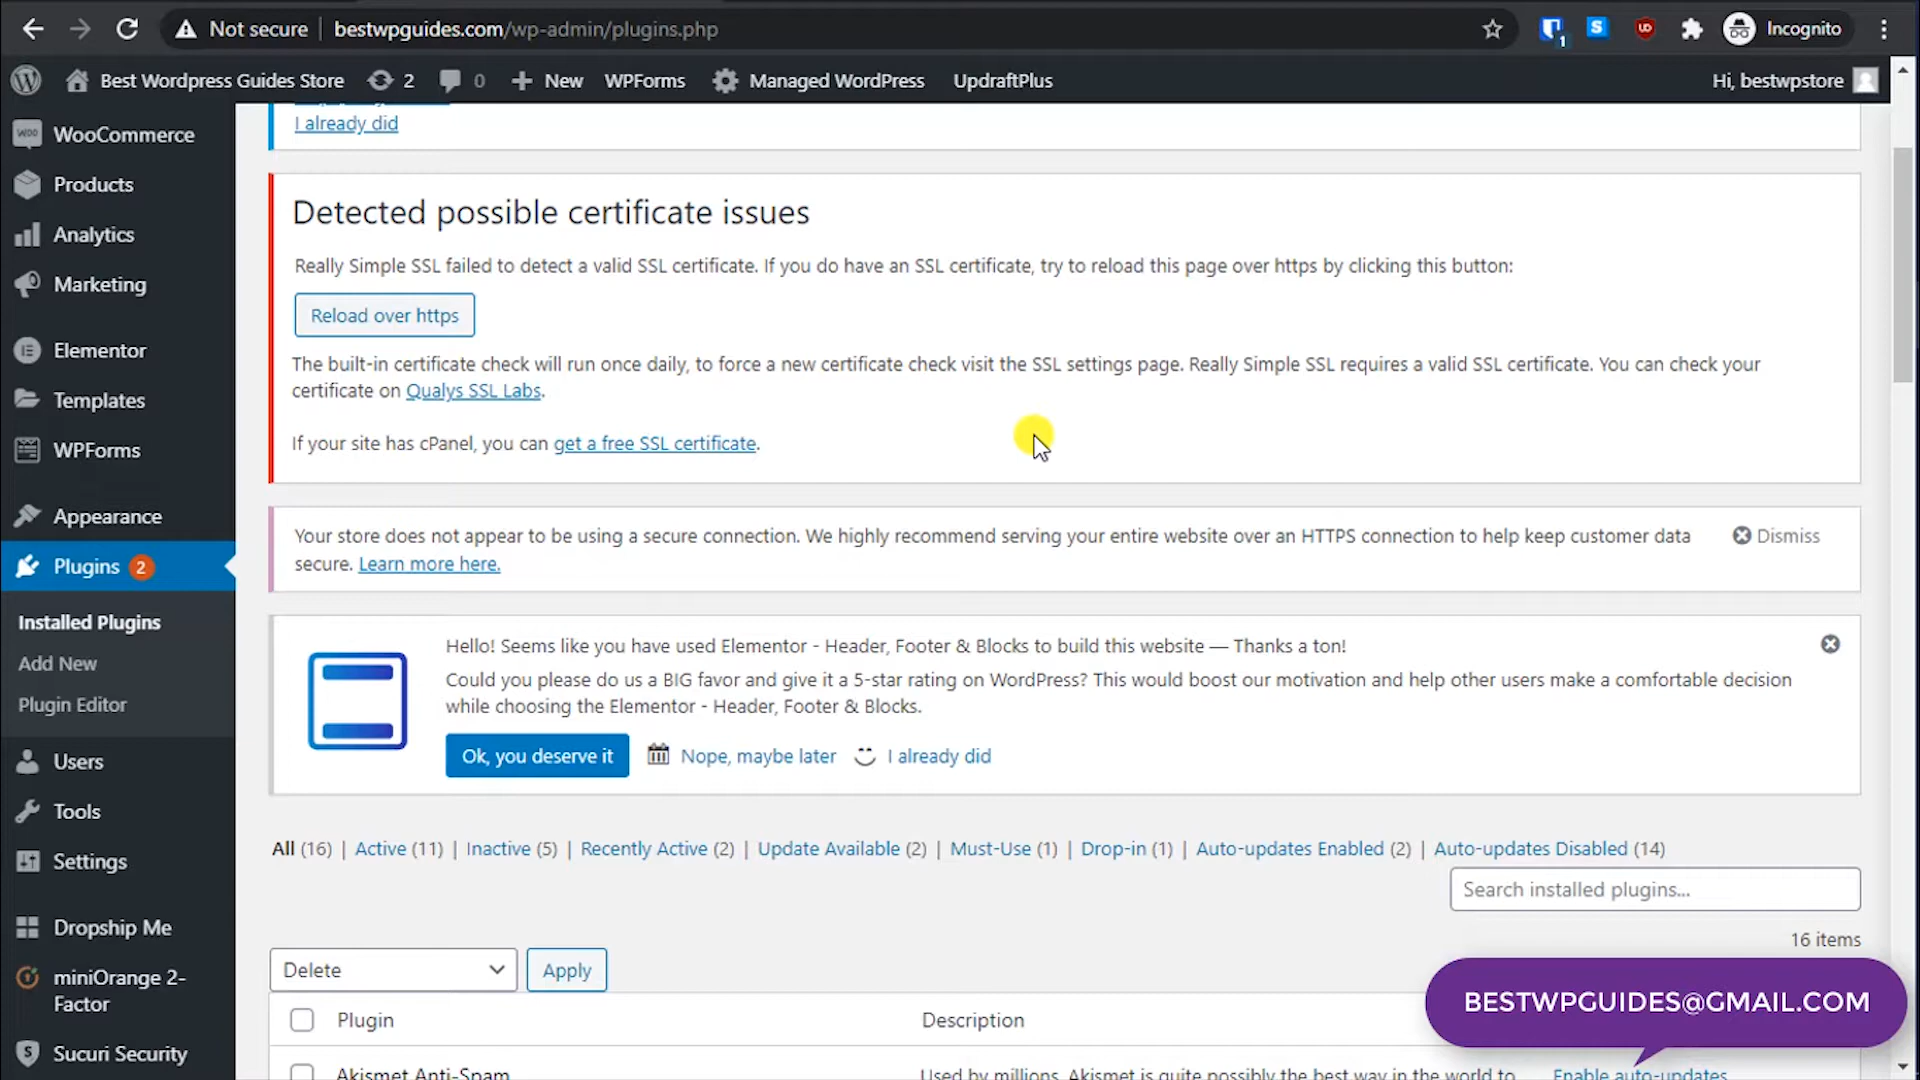 Not secure | bestwpguides.com/wp-admin/plugins.php
1
UD
Incognito
Best Wordpress Guides Store 2 0 New WPForms Managed WordPress UpdraftPlus Hi, bestwpstore
I already did
WOO WooCommerce
Products
Analytics
Marketing
Elementor
Templates
WPForms
Appearance
Plugins 2
Installed Plugins
Add New
Plugin Editor
Users
Tools
Settings
Dropship Me
miniOrange 2-
Factor
Sucuri Security
Detected possible certificate issues
Really Simple SSL failed to detect a valid SSL certificate. If you do have an SSL certificate, try to reload this page over https by clicking this button:
Reload over https
The built-in certificate check will run once daily, to force a new certificate check visit the SSL settings page. Really Simple SSL requires a valid SSL certificate. You can check your
certificate on Qualys SSL Labs.
If your site has cPanel, you can get a free SSL certificate.
Your store does not appear to be using a secure connection. We highly recommend serving your entire website over an HTTPS connection to help keep customer data
secure. Learn more here.
Dismiss
Hello! Seems like you have used Elementor - Header, Footer & Blocks to build this website — Thanks a ton!
Could you please do us a BIG favor and give it a 5-star rating on WordPress? This would boost our motivation and help other users make a comfortable decision
while choosing the Elementor - Header, Footer & Blocks.
Ok, you deserve it Nope, maybe later I already did
All (16) | Active (11) | Inactive (5) | Recently Active (2) | Update Available (2) | Must-Use (1) | Drop-in (1) | Auto-updates Enabled (2) | Auto-updates Disabled (14)
Search installed plugins...
16 items
Delete Apply
Plugin Description
Akismet Anti-Spam Used by millions, Akismet is quite possibly the best way in the world to Enable auto-updates
BESTWPGUIDES@GMAIL.COM